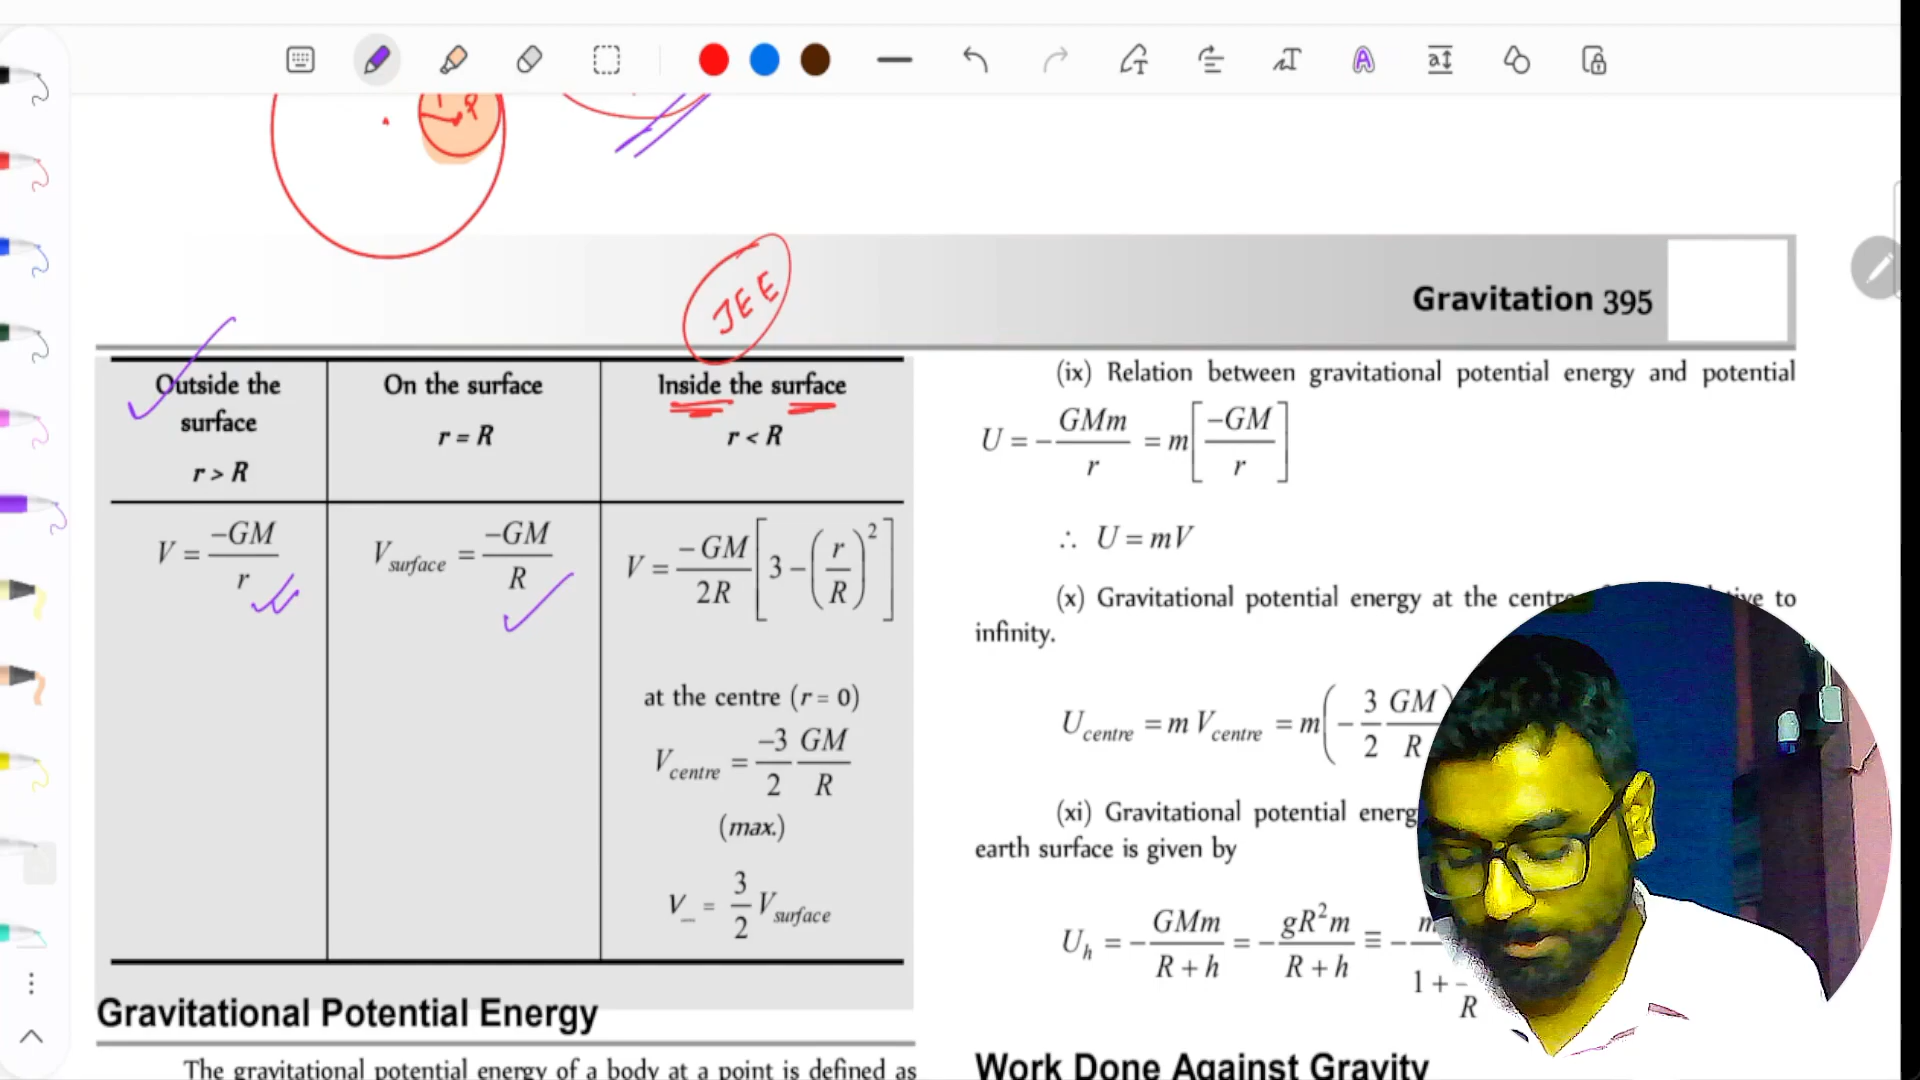 JEE
Gravitation 395
Outside the
surface
r > R
On the surface
r = R
Inside the surface
r < R
V = -GM / r
V_surface = -GM / R
V = -GM / 2R [3 - (r / R)^2]
at the centre (r = 0)
V_centre = -3 / 2 GM / R
(max.)
V_ = 3 / 2 V_surface
Gravitational Potential Energy
The gravitational potential energy of a body at a point is defined as
(ix) Relation between gravitational potential energy and potential
U = - GMm / r = m [-GM / r]
∴ U = mV
(x) Gravitational potential energy at the centre to
infinity.
U_centre = m V_centre = m (- 3 / 2 GM / R
(xi) Gravitational potential
earth surface is given by
U_h = - GMm / R + h = - gR^2m / R + h ≡ -
1 +
R
Work Done Against Gravity